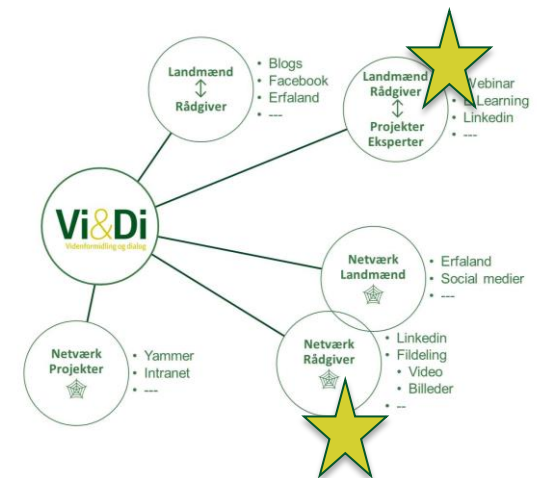 Landmænd
Rådgiver
• Blogs
• Facebook
• Erfaland
• ---
Landmænd
Rådgiver
Projekter
Eksperter
Webinar
Learning
Linkedin
• ---
Vi&Di
Videnformidling og dialog
Netværk
Landmænd
• Erfaland
• Social medier
• ---
Netværk
Rådgiver
• Linkedin
• Fildeling
• Video
• Billeder
• --
Netværk
Projekter
• Yammer
• Intranet
• ---